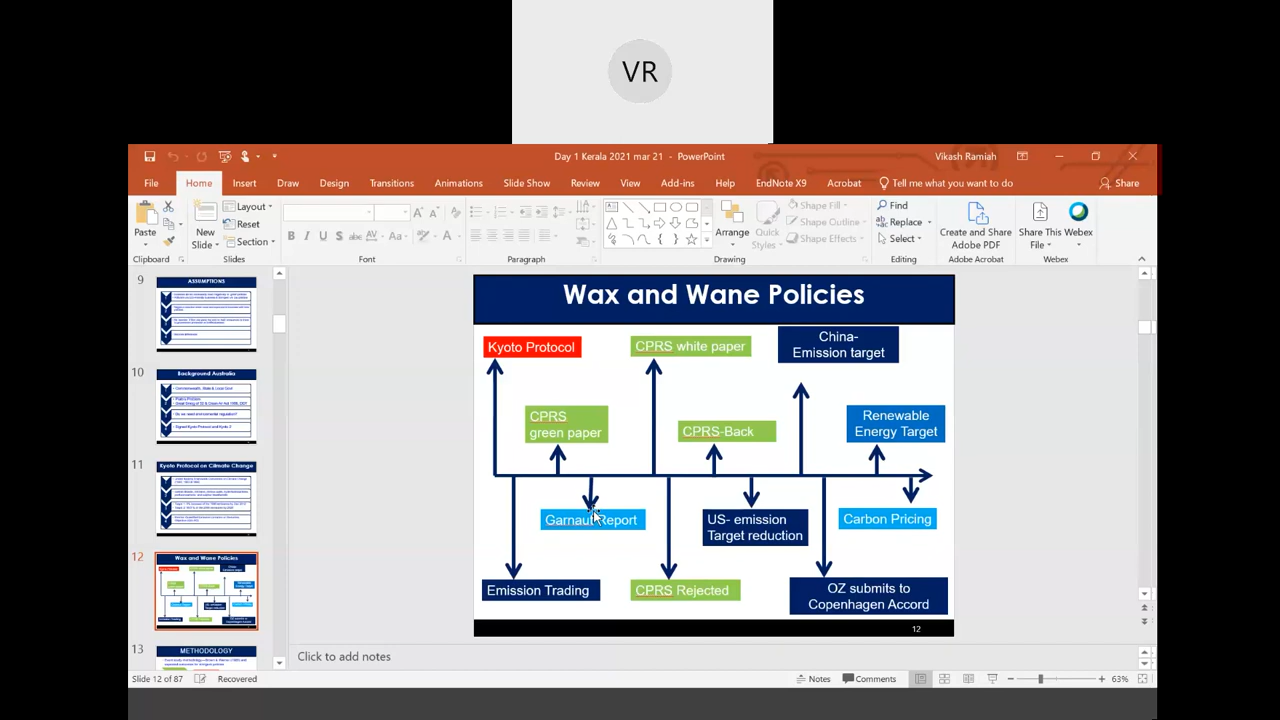 VR
Day 1 Kerala 2021 mar 21 - PowerPoint
Vikash Ramiah
File Home Insert Draw Design Transitions Animations Slide Show Review View Add-ins Help EndNote X9 Acrobat Tell me what you want to do Share
Paste
Clipboard
New
Slide
Layout
Reset
Section
Slides
B I U S abc AV Aa A
Font
Paragraph
Arrange
Quick
Styles
Shape Fill
Shape Outline
Shape Effects
Drawing
Find
Replace
Select
Editing
Create and Share
Adobe PDF
Adobe Acrobat
Share This
File
Webex
Webex
9
ASSUMPTIONS
10
Background Australia
11
Kyoto Protocol on Climate Change
12
Wax and Wane Policies
13
METHODOLOGY
Wax and Wane Policies
Kyoto Protocol
CPRS white paper
China-
Emission target
CPRS
green paper
CPRS-Back
Renewable
Energy Target
Garnaut Report
US- emission
Target reduction
Carbon Pricing
Emission Trading
CPRS Rejected
OZ submits to
Copenhagen Accord
12
Click to add notes
Slide 12 of 87
Recovered
Notes
Comments
63%